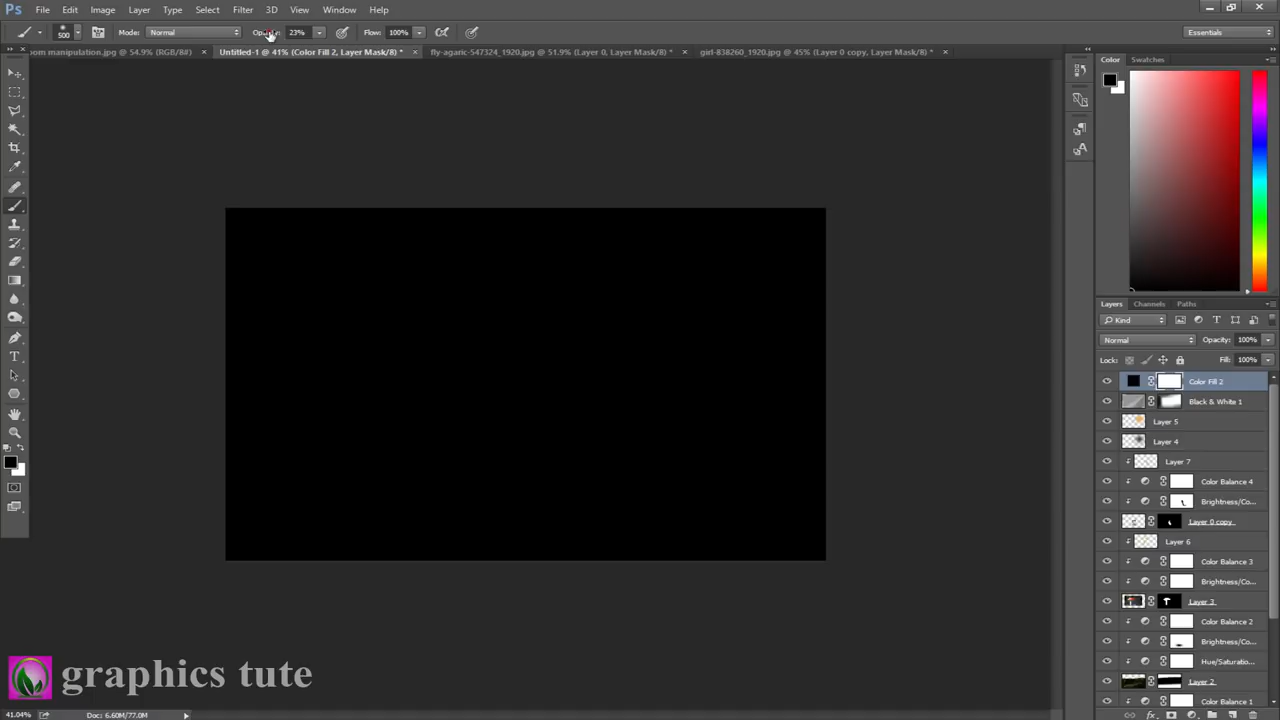 Ps File Edit Image Layer Type Select Filter 3D View Window Help
500 Mode: Normal Opacity: 23% Flow: 100% Essentials
oom manipulation.jpg @ 54.9% (RGB/8#) × Untitled-1 @ 41% (Color Fill 2, Layer Mask/8) * × fly-agaric-547324_1920.jpg @ 51.9% (Layer 0, Layer Mask/8) * × girl-838260_1920.jpg @ 45% (Layer 0 copy, Layer Mask/8) * ×
Color Swatches
Layers Channels Paths
Kind
Normal Opacity: 100%
Lock: Fill: 100%
Color Fill 2
Black & White 1
Layer 5
Layer 4
Layer 7
Color Balance 4
Brightness/Co...
Layer 0 copy
Layer 6
Color Balance 3
Brightness/Co...
Layer 3
Color Balance 2
Brightness/Co...
Hue/Saturatio...
Layer 2
Color Balance 1
graphics tute
41.04% Doc: 6.60M/77.0M
fx